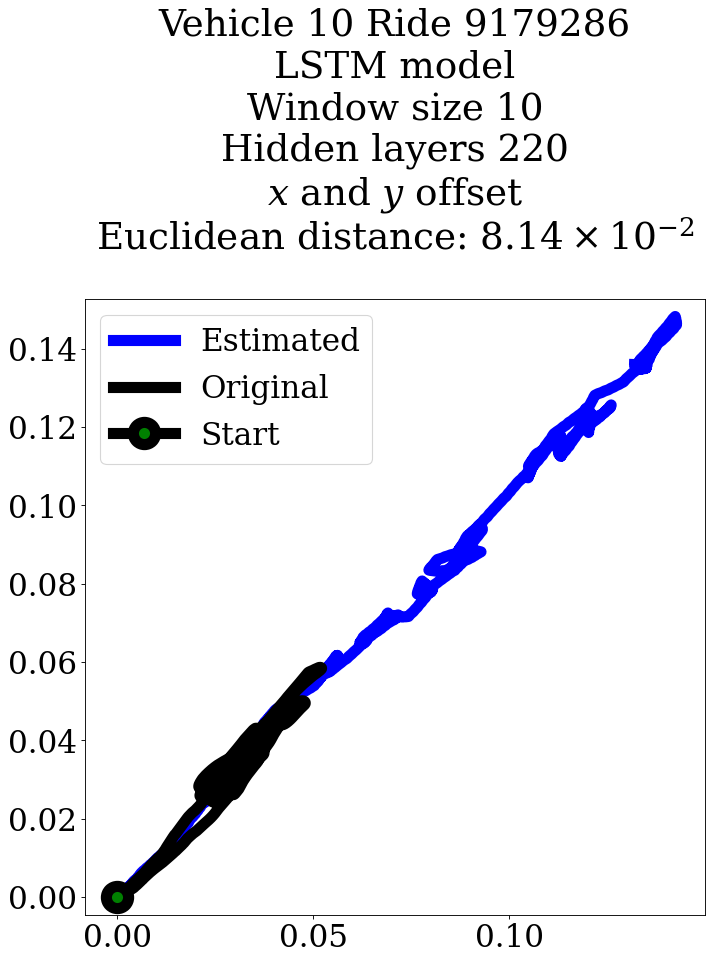 Vehicle 10 Ride 9179286
LSTM model
Window size 10
Hidden layers 220
x and y offset
Euclidean distance: 8.14 × 10⁻²
Estimated
Original
Start
0.14
0.12
0.10
0.08
0.06
0.04
0.02
0.00
0.00 0.05 0.10